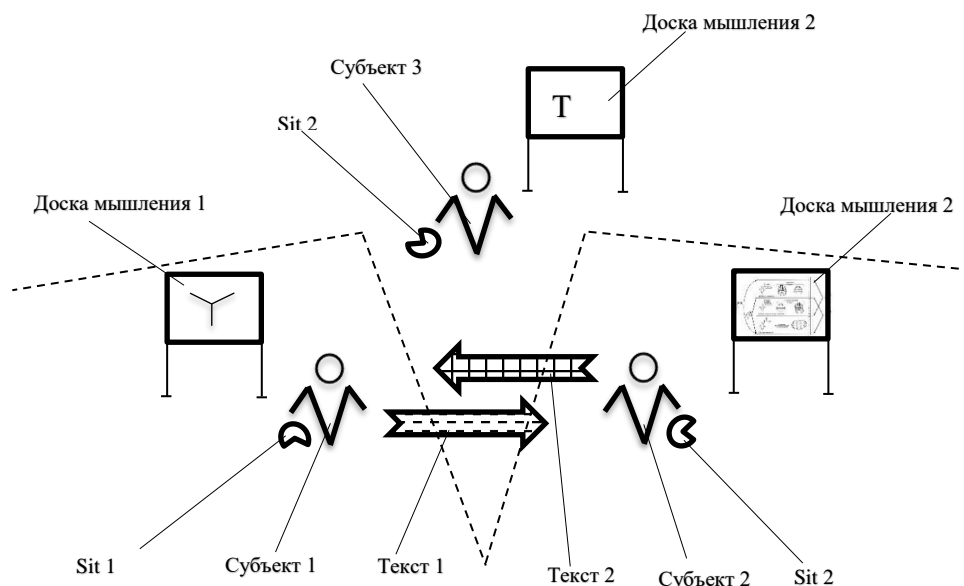 Доска мышления 2
Субъект 3
T
Sit 2
Доска мышления 1
Доска мышления 2
Sit 1
Субъект 1
Текст 1
Текст 2
Субъект 2
Sit 2